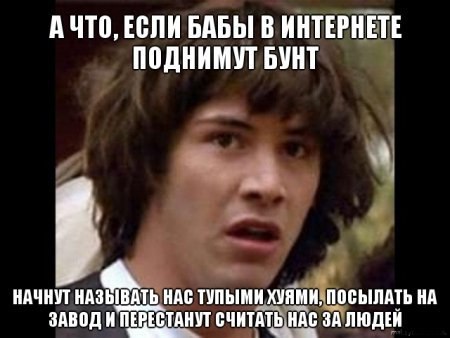 А ЧТО, ЕСЛИ БАБЫ В ИНТЕРНЕТЕ
ПОДНИМУТ БУНТ
НАЧНУТ НАЗЫВАТЬ НАС ТУПЫМИ ХУЯМИ, ПОСЫЛАТЬ НА
ЗАВОД И ПЕРЕСТАНУТ СЧИТАТЬ НАС ЗА ЛЮДЕЙ